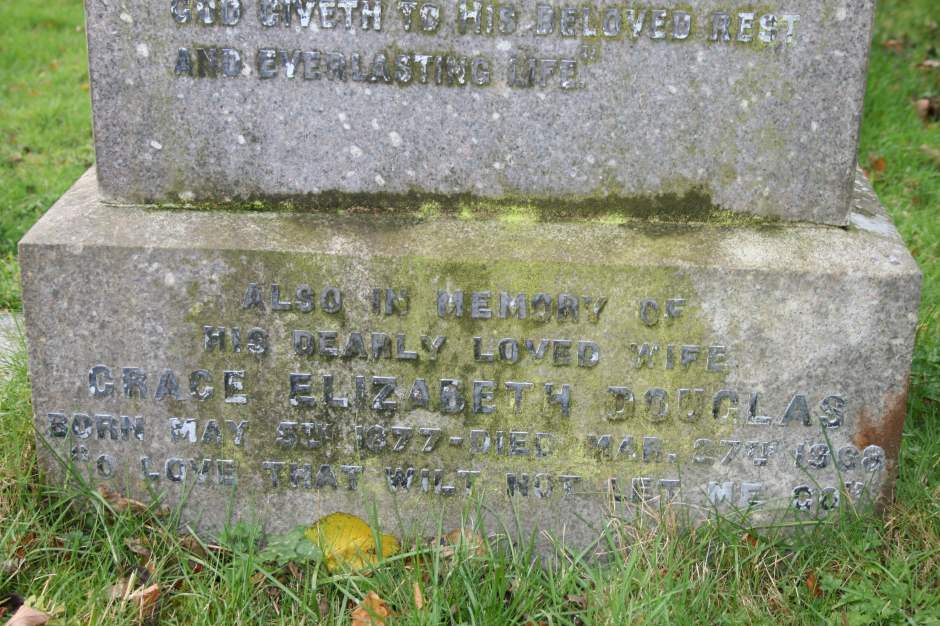 GOD GIVETH TO HIS BELOVED REST
AND EVERLASTING LIFE."
ALSO IN MEMORY OF
HIS DEARLY LOVED WIFE
GRACE ELIZABETH DOUGLAS
BORN MAY 5TH 1877 - DIED MAR. 27TH 1969
"O LOVE THAT WILT NOT LET ME GO"